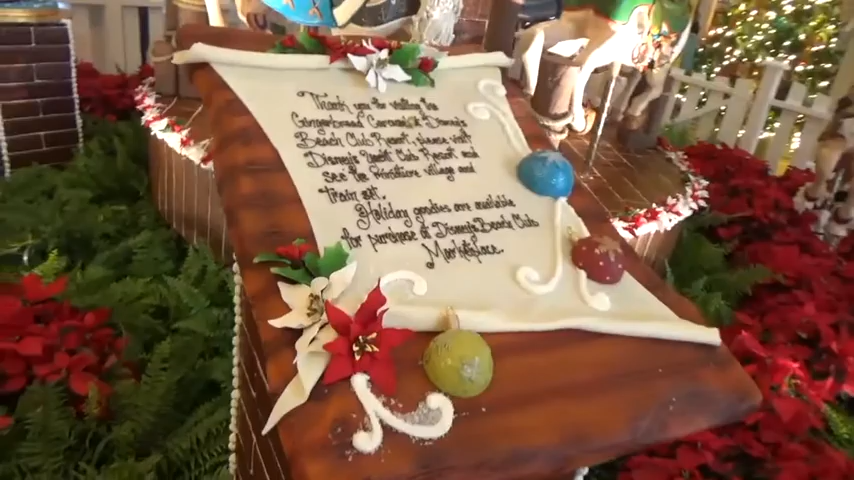 Thank you for visiting the
Gingerbread Carousel at Disney's
Beach Club Resort, please visit
Disney's Yacht Club Resort and
see the miniature village and
train set.
Holiday goodies are available
for purchase at Disney's Beach Club
Marketplace.